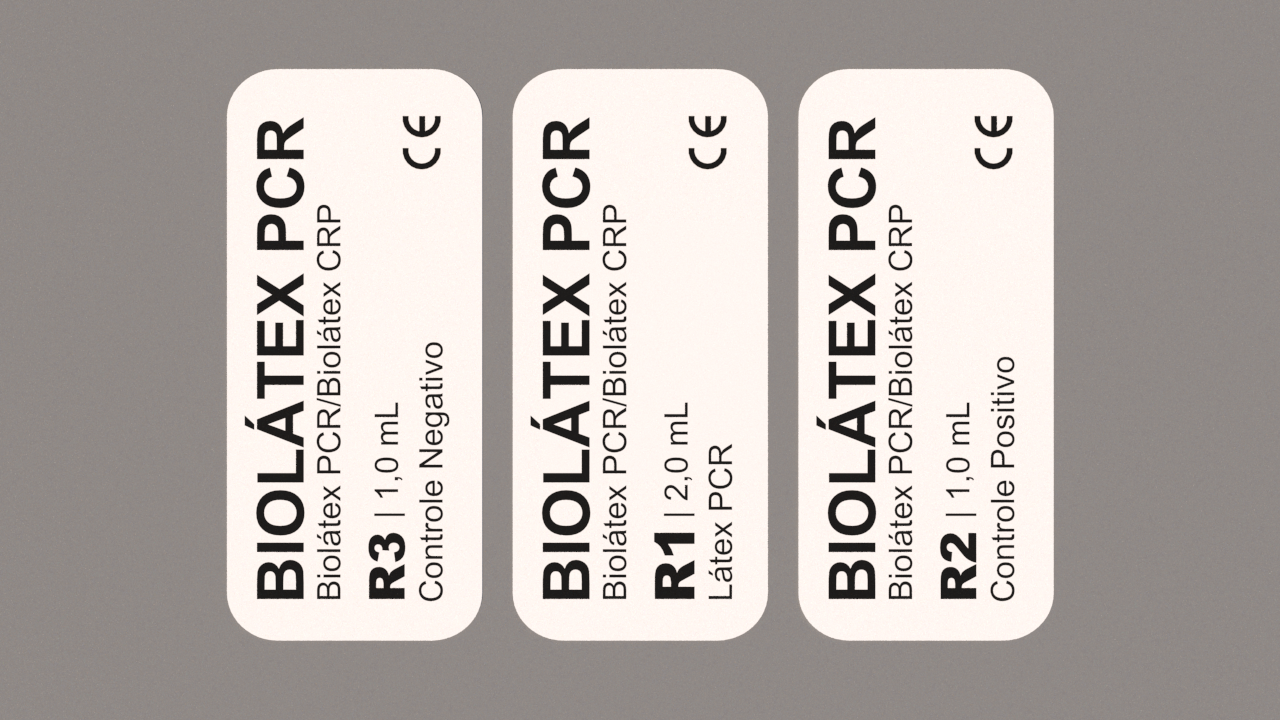 BIOLÁTEX PCR
Biolátex PCR/Biolátex CRP
R3 | 1,0 mL
Controle Negativo
CE
BIOLÁTEX PCR
Biolátex PCR/Biolátex CRP
R1 | 2,0 mL
Látex PCR
CE
BIOLÁTEX PCR
Biolátex PCR/Biolátex CRP
R2 | 1,0 mL
Controle Positivo
CE